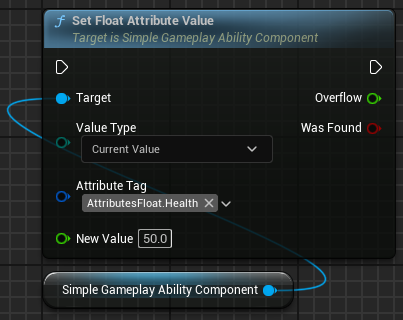 Set Float Attribute Value
Target is Simple Gameplay Ability Component
Target
Overflow
Value Type
Was Found
Current Value
Attribute Tag
AttributesFloat.Health
New Value 50.0
Simple Gameplay Ability Component